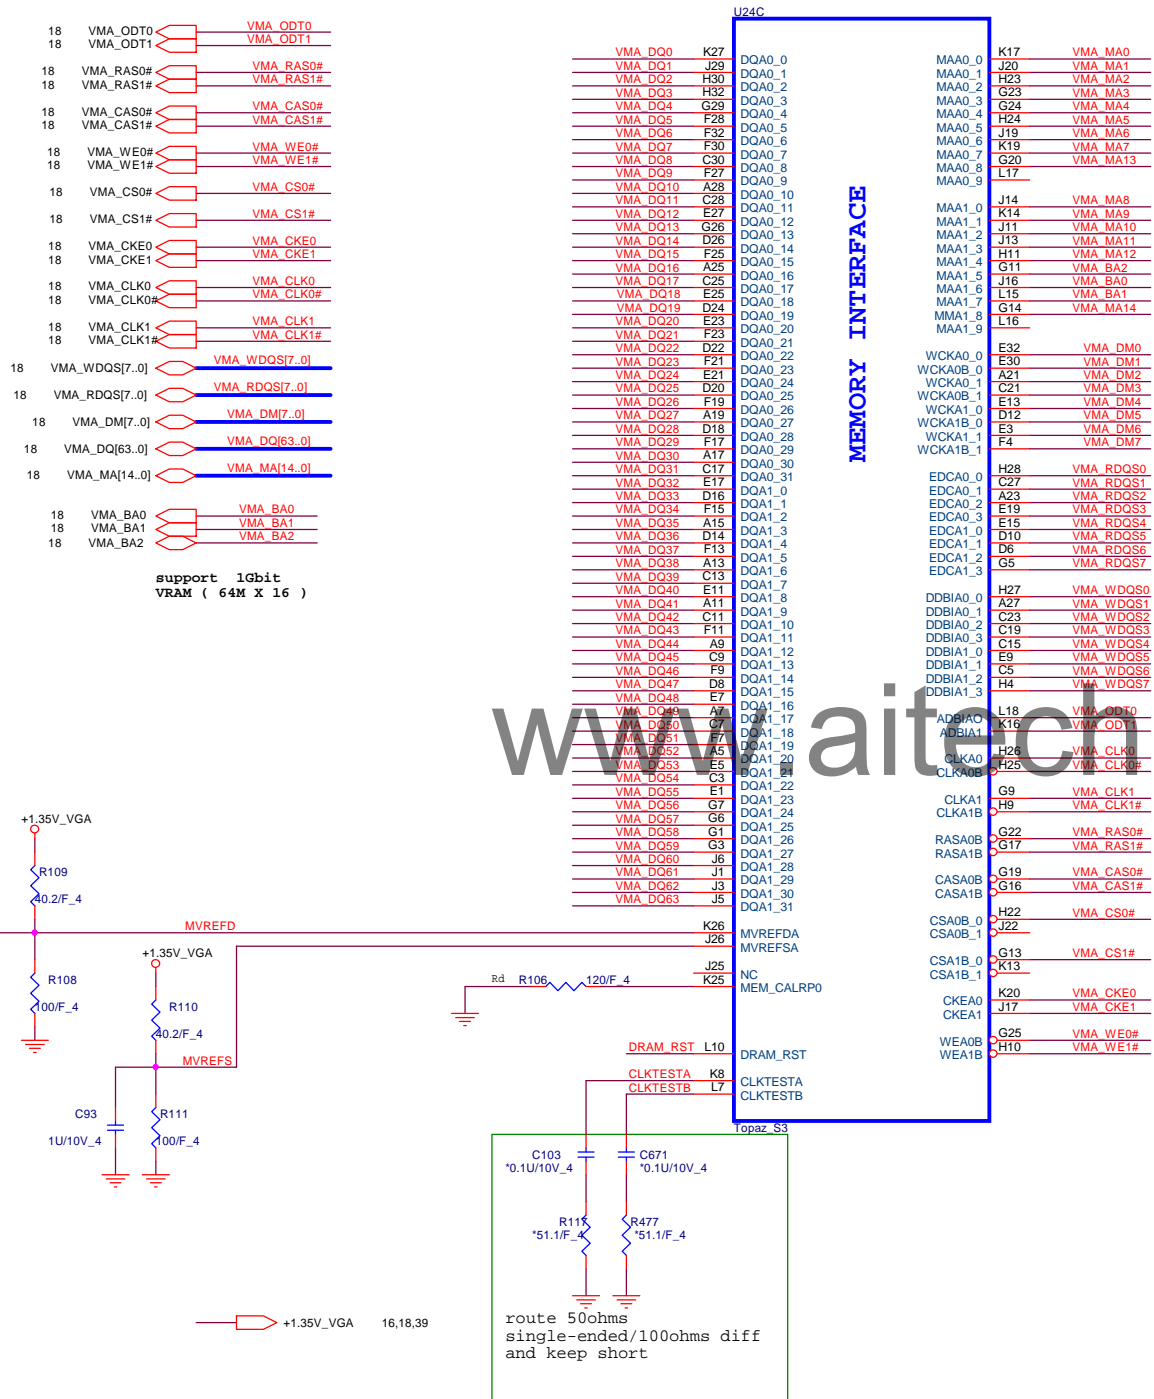 U24C
18 VMA_ODT0 VMA_ODT0
18 VMA_ODT1 VMA_ODT1
18 VMA_RAS0# VMA_RAS0#
18 VMA_RAS1# VMA_RAS1#
18 VMA_CAS0# VMA_CAS0#
18 VMA_CAS1# VMA_CAS1#
18 VMA_WE0# VMA_WE0#
18 VMA_WE1# VMA_WE1#
18 VMA_CS0# VMA_CS0#
18 VMA_CS1# VMA_CS1#
18 VMA_CKE0 VMA_CKE0
18 VMA_CKE1 VMA_CKE1
18 VMA_CLK0 VMA_CLK0
18 VMA_CLK0# VMA_CLK0#
18 VMA_CLK1 VMA_CLK1
18 VMA_CLK1# VMA_CLK1#
18 VMA_WDQS[7..0] VMA_WDQS[7..0]
18 VMA_RDQS[7..0] VMA_RDQS[7..0]
18 VMA_DM[7..0] VMA_DM[7..0]
18 VMA_DQ[63..0] VMA_DQ[63..0]
18 VMA_MA[14..0] VMA_MA[14..0]
18 VMA_BA0 VMA_BA0
18 VMA_BA1 VMA_BA1
18 VMA_BA2 VMA_BA2
support 1Gbit
VRAM ( 64M X 16 )
VMA_DQ0 K27 DQA0_0
VMA_DQ1 J29 DQA0_1
VMA_DQ2 H30 DQA0_2
VMA_DQ3 H32 DQA0_3
VMA_DQ4 G29 DQA0_4
VMA_DQ5 F28 DQA0_5
VMA_DQ6 F32 DQA0_6
VMA_DQ7 F30 DQA0_7
VMA_DQ8 C30 DQA0_8
VMA_DQ9 F27 DQA0_9
VMA_DQ10 A28 DQA0_10
VMA_DQ11 C28 DQA0_11
VMA_DQ12 E27 DQA0_12
VMA_DQ13 G26 DQA0_13
VMA_DQ14 D26 DQA0_14
VMA_DQ15 F25 DQA0_15
VMA_DQ16 A25 DQA0_16
VMA_DQ17 C25 DQA0_17
VMA_DQ18 E25 DQA0_18
VMA_DQ19 D24 DQA0_19
VMA_DQ20 E23 DQA0_20
VMA_DQ21 F23 DQA0_21
VMA_DQ22 D22 DQA0_22
VMA_DQ23 F21 DQA0_23
VMA_DQ24 E21 DQA0_24
VMA_DQ25 D20 DQA0_25
VMA_DQ26 F19 DQA0_26
VMA_DQ27 A19 DQA0_27
VMA_DQ28 D18 DQA0_28
VMA_DQ29 F17 DQA0_29
VMA_DQ30 A17 DQA0_30
VMA_DQ31 C17 DQA0_31
VMA_DQ32 E17 DQA1_0
VMA_DQ33 D16 DQA1_1
VMA_DQ34 F15 DQA1_2
VMA_DQ35 A15 DQA1_3
VMA_DQ36 D14 DQA1_4
VMA_DQ37 F13 DQA1_5
VMA_DQ38 A13 DQA1_6
VMA_DQ39 C13 DQA1_7
VMA_DQ40 E11 DQA1_8
VMA_DQ41 A11 DQA1_9
VMA_DQ42 C11 DQA1_10
VMA_DQ43 F11 DQA1_11
VMA_DQ44 A9 DQA1_12
VMA_DQ45 C9 DQA1_13
VMA_DQ46 F9 DQA1_14
VMA_DQ47 D8 DQA1_15
VMA_DQ48 E7 DQA1_16
VMA_DQ49 A7 DQA1_17
VMA_DQ50 C7 DQA1_18
VMA_DQ51 F7 DQA1_19
VMA_DQ52 A5 DQA1_20
VMA_DQ53 E5 DQA1_21
VMA_DQ54 C3 DQA1_22
VMA_DQ55 E1 DQA1_23
VMA_DQ56 G7 DQA1_24
VMA_DQ57 G6 DQA1_25
VMA_DQ58 G1 DQA1_26
VMA_DQ59 G3 DQA1_27
VMA_DQ60 J6 DQA1_28
VMA_DQ61 J1 DQA1_29
VMA_DQ62 J3 DQA1_30
VMA_DQ63 J5 DQA1_31
MVREFD K26 MVREFDA
J26 MVREFSA
J25 NC
Rd R106 120/F_4 K25 MEM_CALRP0
DRAM_RST L10 DRAM_RST
CLKTESTA K8 CLKTESTA
CLKTESTB L7 CLKTESTB
MEMORY INTERFACE
MAA0_0 K17 VMA_MA0
MAA0_1 J20 VMA_MA1
MAA0_2 H23 VMA_MA2
MAA0_3 G23 VMA_MA3
MAA0_4 G24 VMA_MA4
MAA0_5 H24 VMA_MA5
MAA0_6 J19 VMA_MA6
MAA0_7 K19 VMA_MA7
MAA0_8 G20 VMA_MA13
MAA0_9 L17
MAA1_0 J14 VMA_MA8
MAA1_1 K14 VMA_MA9
MAA1_2 J11 VMA_MA10
MAA1_3 J13 VMA_MA11
MAA1_4 H11 VMA_MA12
MAA1_5 G11 VMA_BA2
MAA1_6 J16 VMA_BA0
MAA1_7 L15 VMA_BA1
MMA1_8 G14 VMA_MA14
MAA1_9 L16
WCKA0_0 E32 VMA_DM0
WCKA0B_0 E30 VMA_DM1
WCKA0_1 A21 VMA_DM2
WCKA0B_1 C21 VMA_DM3
WCKA1_0 E13 VMA_DM4
WCKA1B_0 D12 VMA_DM5
WCKA1_1 E3 VMA_DM6
WCKA1B_1 F4 VMA_DM7
EDCA0_0 H28 VMA_RDQS0
EDCA0_1 C27 VMA_RDQS1
EDCA0_2 A23 VMA_RDQS2
EDCA0_3 E19 VMA_RDQS3
EDCA1_0 E15 VMA_RDQS4
EDCA1_1 D10 VMA_RDQS5
EDCA1_2 D6 VMA_RDQS6
EDCA1_3 G5 VMA_RDQS7
DDBIA0_0 H27 VMA_WDQS0
DDBIA0_1 A27 VMA_WDQS1
DDBIA0_2 C23 VMA_WDQS2
DDBIA0_3 C19 VMA_WDQS3
DDBIA1_0 C15 VMA_WDQS4
DDBIA1_1 E9 VMA_WDQS5
DDBIA1_2 C5 VMA_WDQS6
DDBIA1_3 H4 VMA_WDQS7
ADBIA0 L18 VMA_ODT0
ADBIA1 K16 VMA_ODT1
CLKA0 H26 VMA_CLK0
CLKA0B H25 VMA_CLK0#
CLKA1 G9 VMA_CLK1
CLKA1B H9 VMA_CLK1#
RASA0B G22 VMA_RAS0#
RASA1B G17 VMA_RAS1#
CASA0B G19 VMA_CAS0#
CASA1B G16 VMA_CAS1#
CSA0B_0 H22 VMA_CS0#
CSA0B_1 J22
CSA1B_0 G13 VMA_CS1#
CSA1B_1 K13
CKEA0 K20 VMA_CKE0
CKEA1 J17 VMA_CKE1
WEA0B G25 VMA_WE0#
WEA1B H10 VMA_WE1#
Topaz_S3
www.aitech
+1.35V_VGA
R109
40.2/F_4
R108
100/F_4
+1.35V_VGA
R110
40.2/F_4
MVREFS
C93
1U/10V_4
R111
100/F_4
C103
*0.1U/10V_4
C671
*0.1U/10V_4
R117
*51.1/F_4
R477
*51.1/F_4
route 50ohms
single-ended/100ohms diff
and keep short
+1.35V_VGA 16,18,39